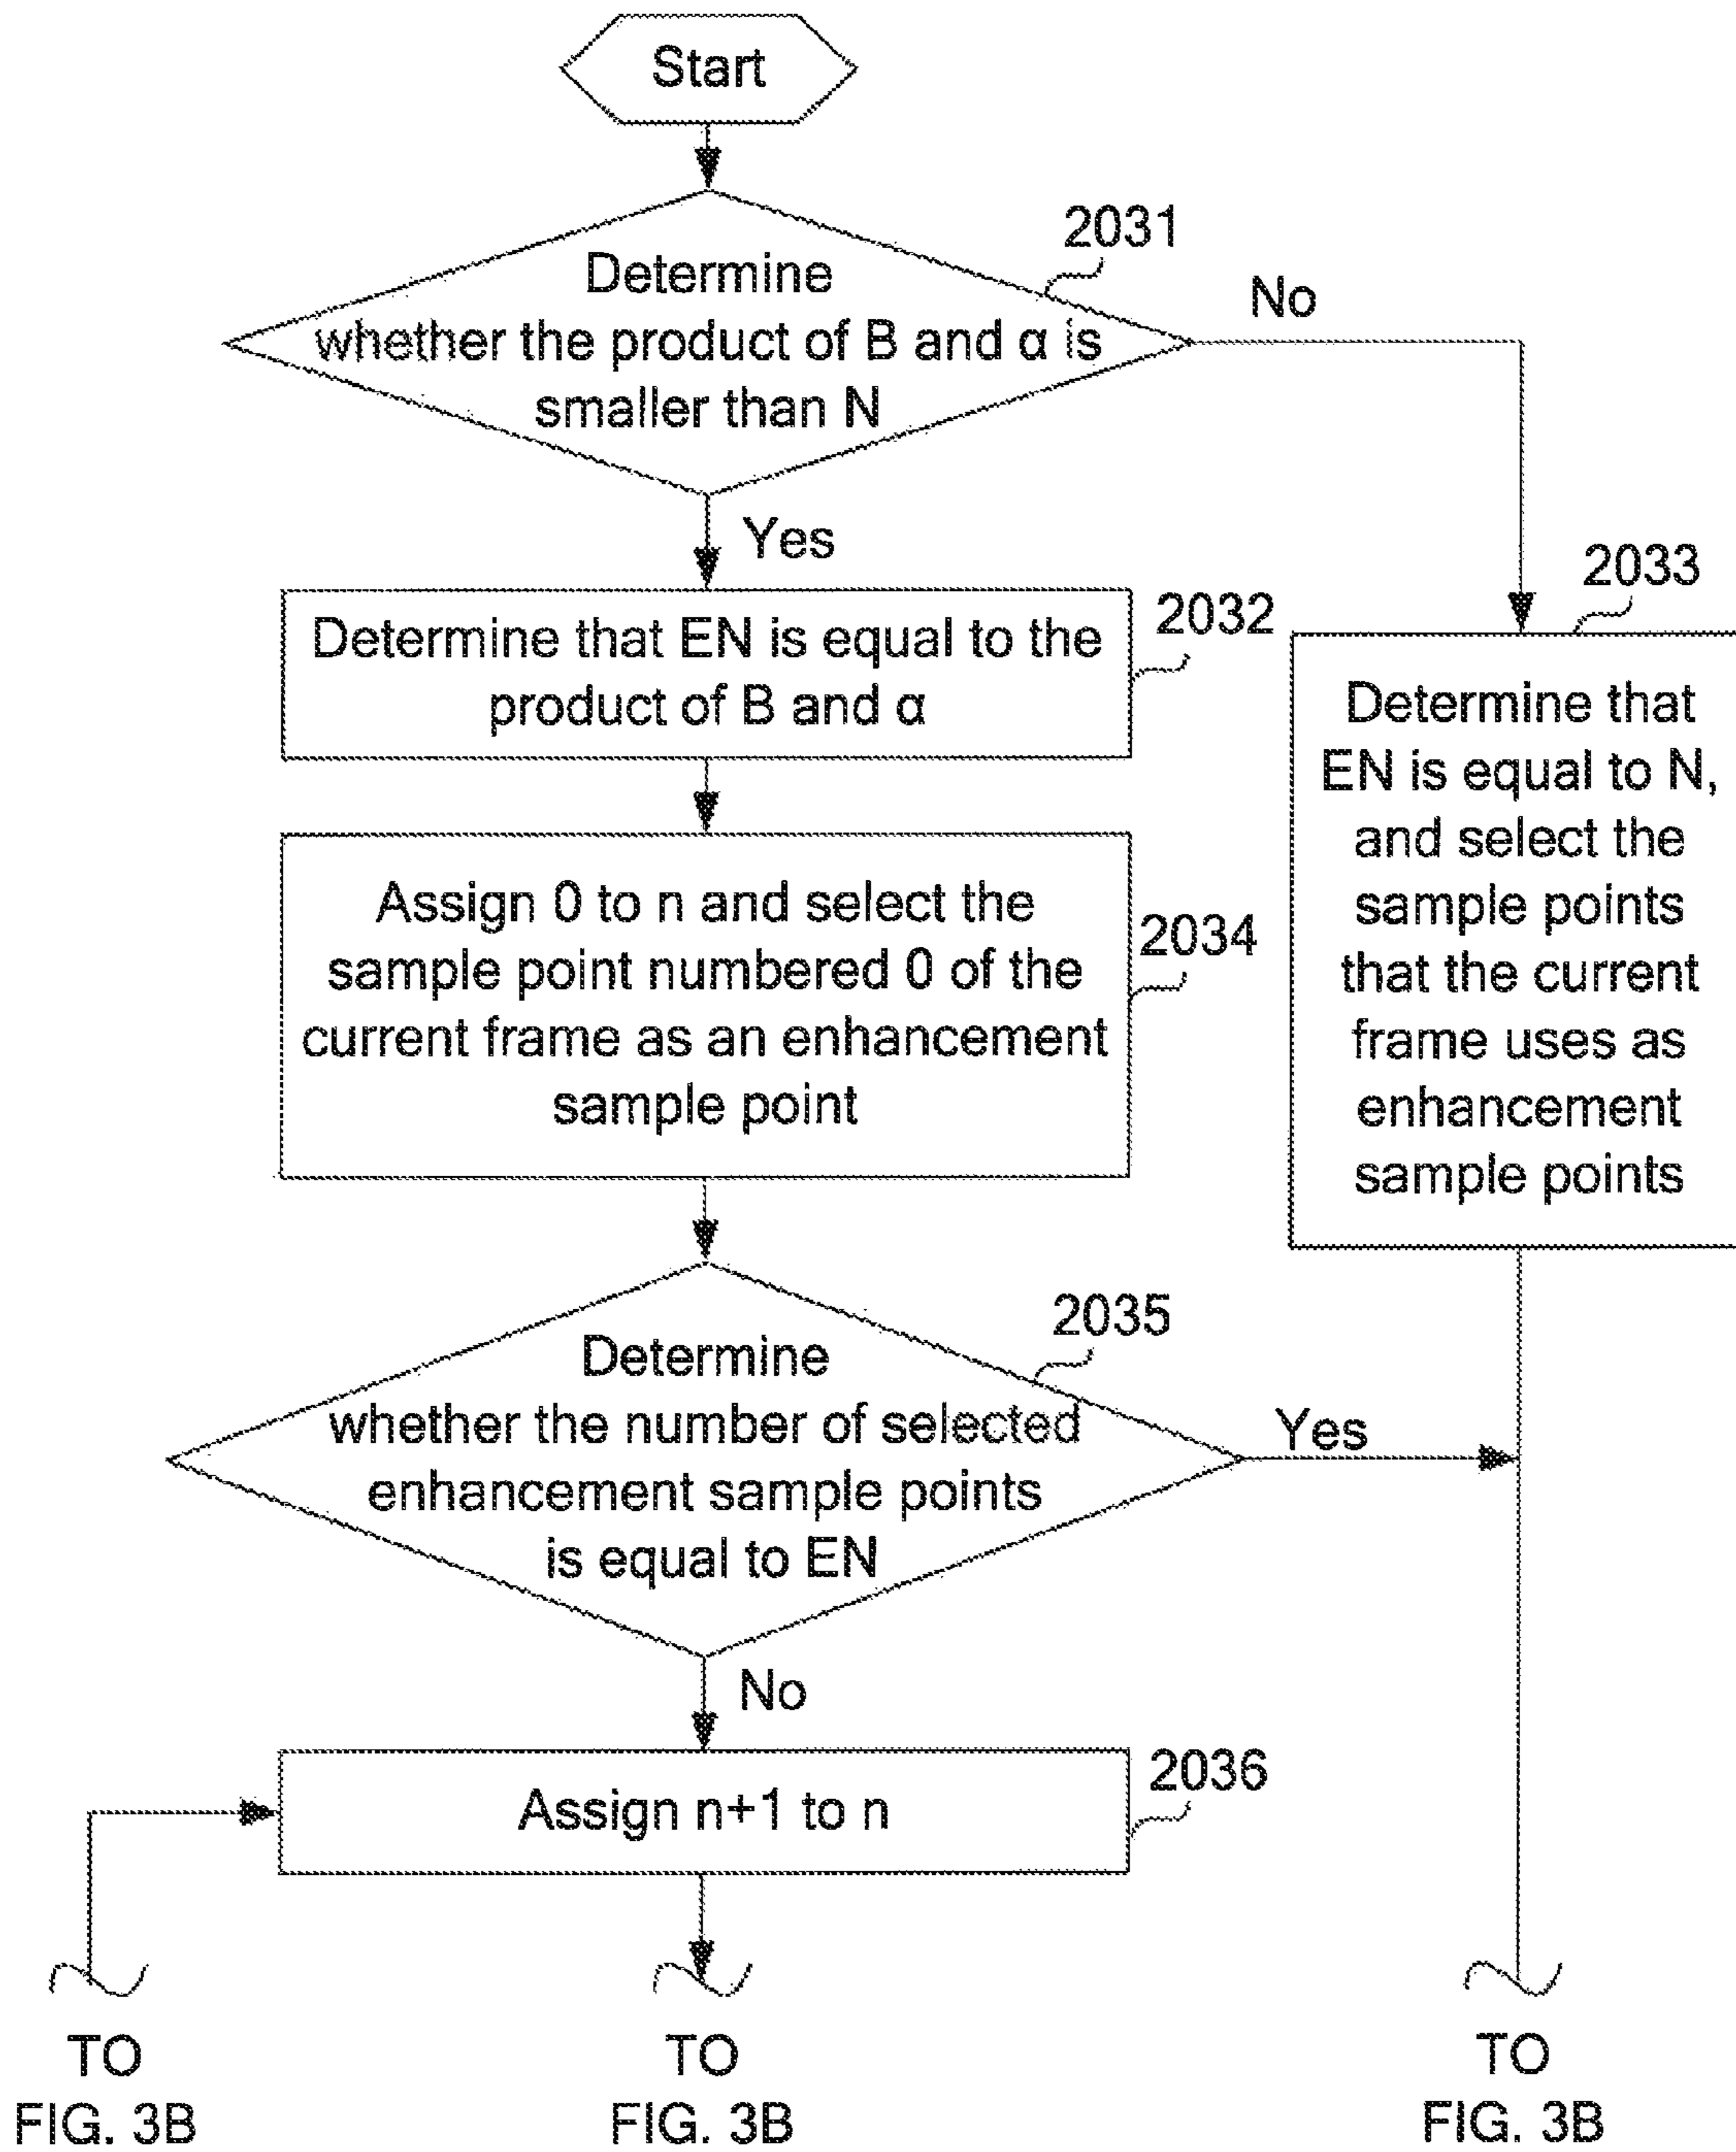 Start
2031
Determine
whether the product of B and α is
smaller than N
No
Yes
2032
Determine that EN is equal to the
product of B and α
2033
Determine that
EN is equal to N,
and select the
sample points
that the current
frame uses as
enhancement
sample points
2034
Assign 0 to n and select the
sample point numbered 0 of the
current frame as an enhancement
sample point
2035
Determine
whether the number of selected
enhancement sample points
is equal to EN
Yes
No
2036
Assign n+1 to n
TO
FIG. 3B
TO
FIG. 3B
TO
FIG. 3B